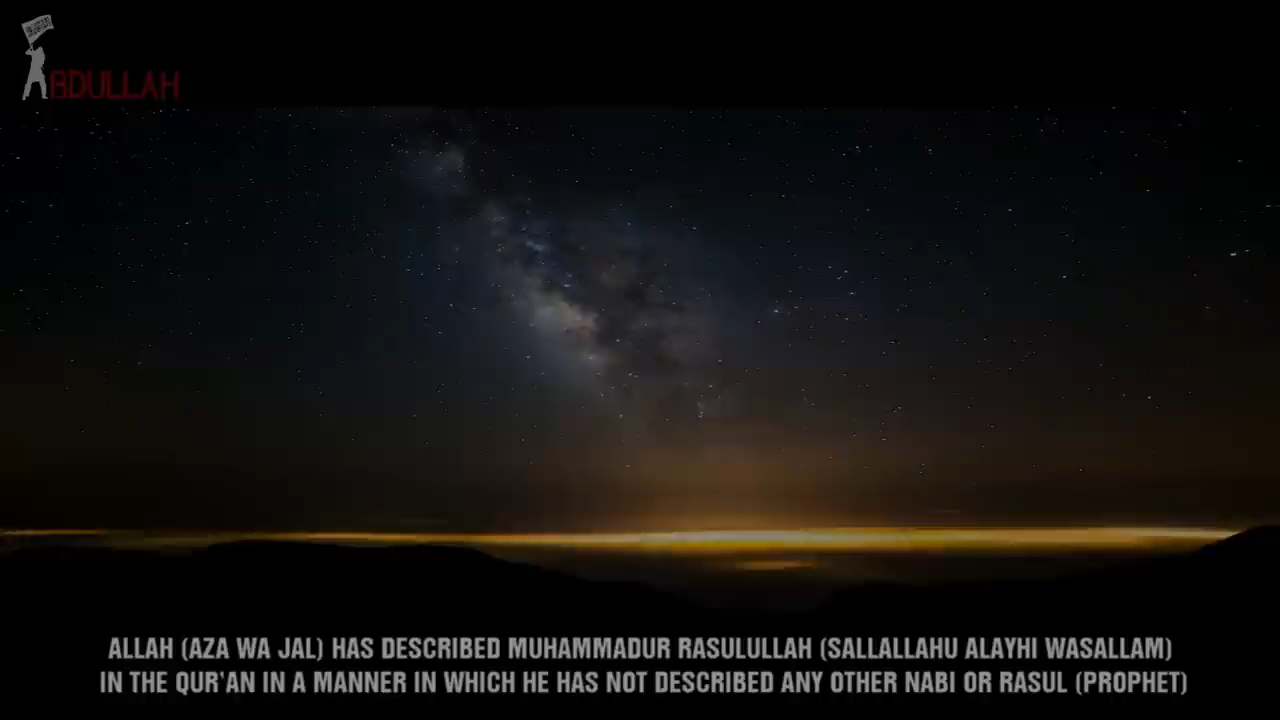 BDULLAH
ALLAH (AZA WA JAL) HAS DESCRIBED MUHAMMADUR RASULULLAH (SALLALLAHU ALAYHI WASALLAM)
IN THE QUR'AN IN A MANNER IN WHICH HE HAS NOT DESCRIBED ANY OTHER NABI OR RASUL (PROPHET)